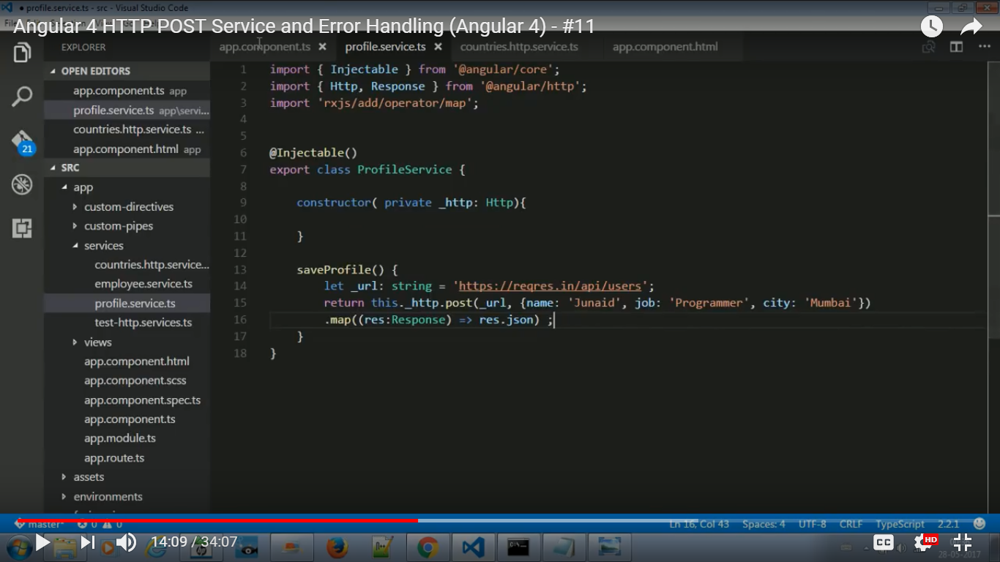 ● profile.service.ts - src - Visual Studio Code
Angular 4 HTTP POST Service and Error Handling (Angular 4) - #11
EXPLORER
app.component.ts
profile.service.ts
countries.http.service.ts
app.component.html
OPEN EDITORS
app.component.ts app
profile.service.ts app\servi...
countries.http.service.ts ...
app.component.html app
21
SRC
app
custom-directives
custom-pipes
services
countries.http.service...
employee.service.ts
profile.service.ts
test-http.services.ts
views
app.component.html
app.component.scss
app.component.spec.ts
app.component.ts
app.module.ts
app.route.ts
assets
environments
1 import { Injectable } from '@angular/core';
2 import { Http, Response } from '@angular/http';
3 import 'rxjs/add/operator/map';
4
5
6 @Injectable()
7 export class ProfileService {
8
9 constructor( private _http: Http){
10
11 }
12
13 saveProfile() {
14 let _url: string = 'https://reqres.in/api/users';
15 return this._http.post(_url, {name: 'Junaid', job: 'Programmer', city: 'Mumbai'})
16 .map((res:Response) => res.json) ;
17 }
18 }
master* 0 0
Ln 16, Col 43 Spaces: 4 UTF-8 CRLF TypeScript 2.2.1
14:09 / 34:07
CC
HD
28-05-2017